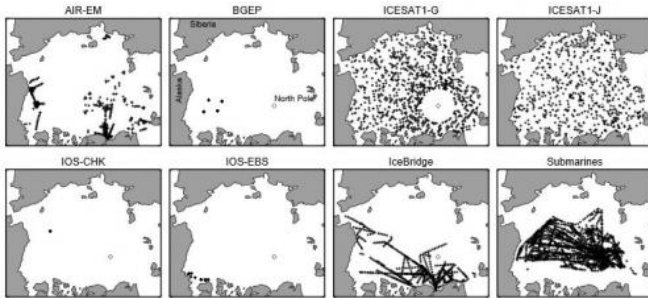 AIR-EM
BGEP
ICESAT1-G
ICESAT1-J
Siberia
Alaska
North Pole
IOS-CHK
IOS-EBS
IceBridge
Submarines